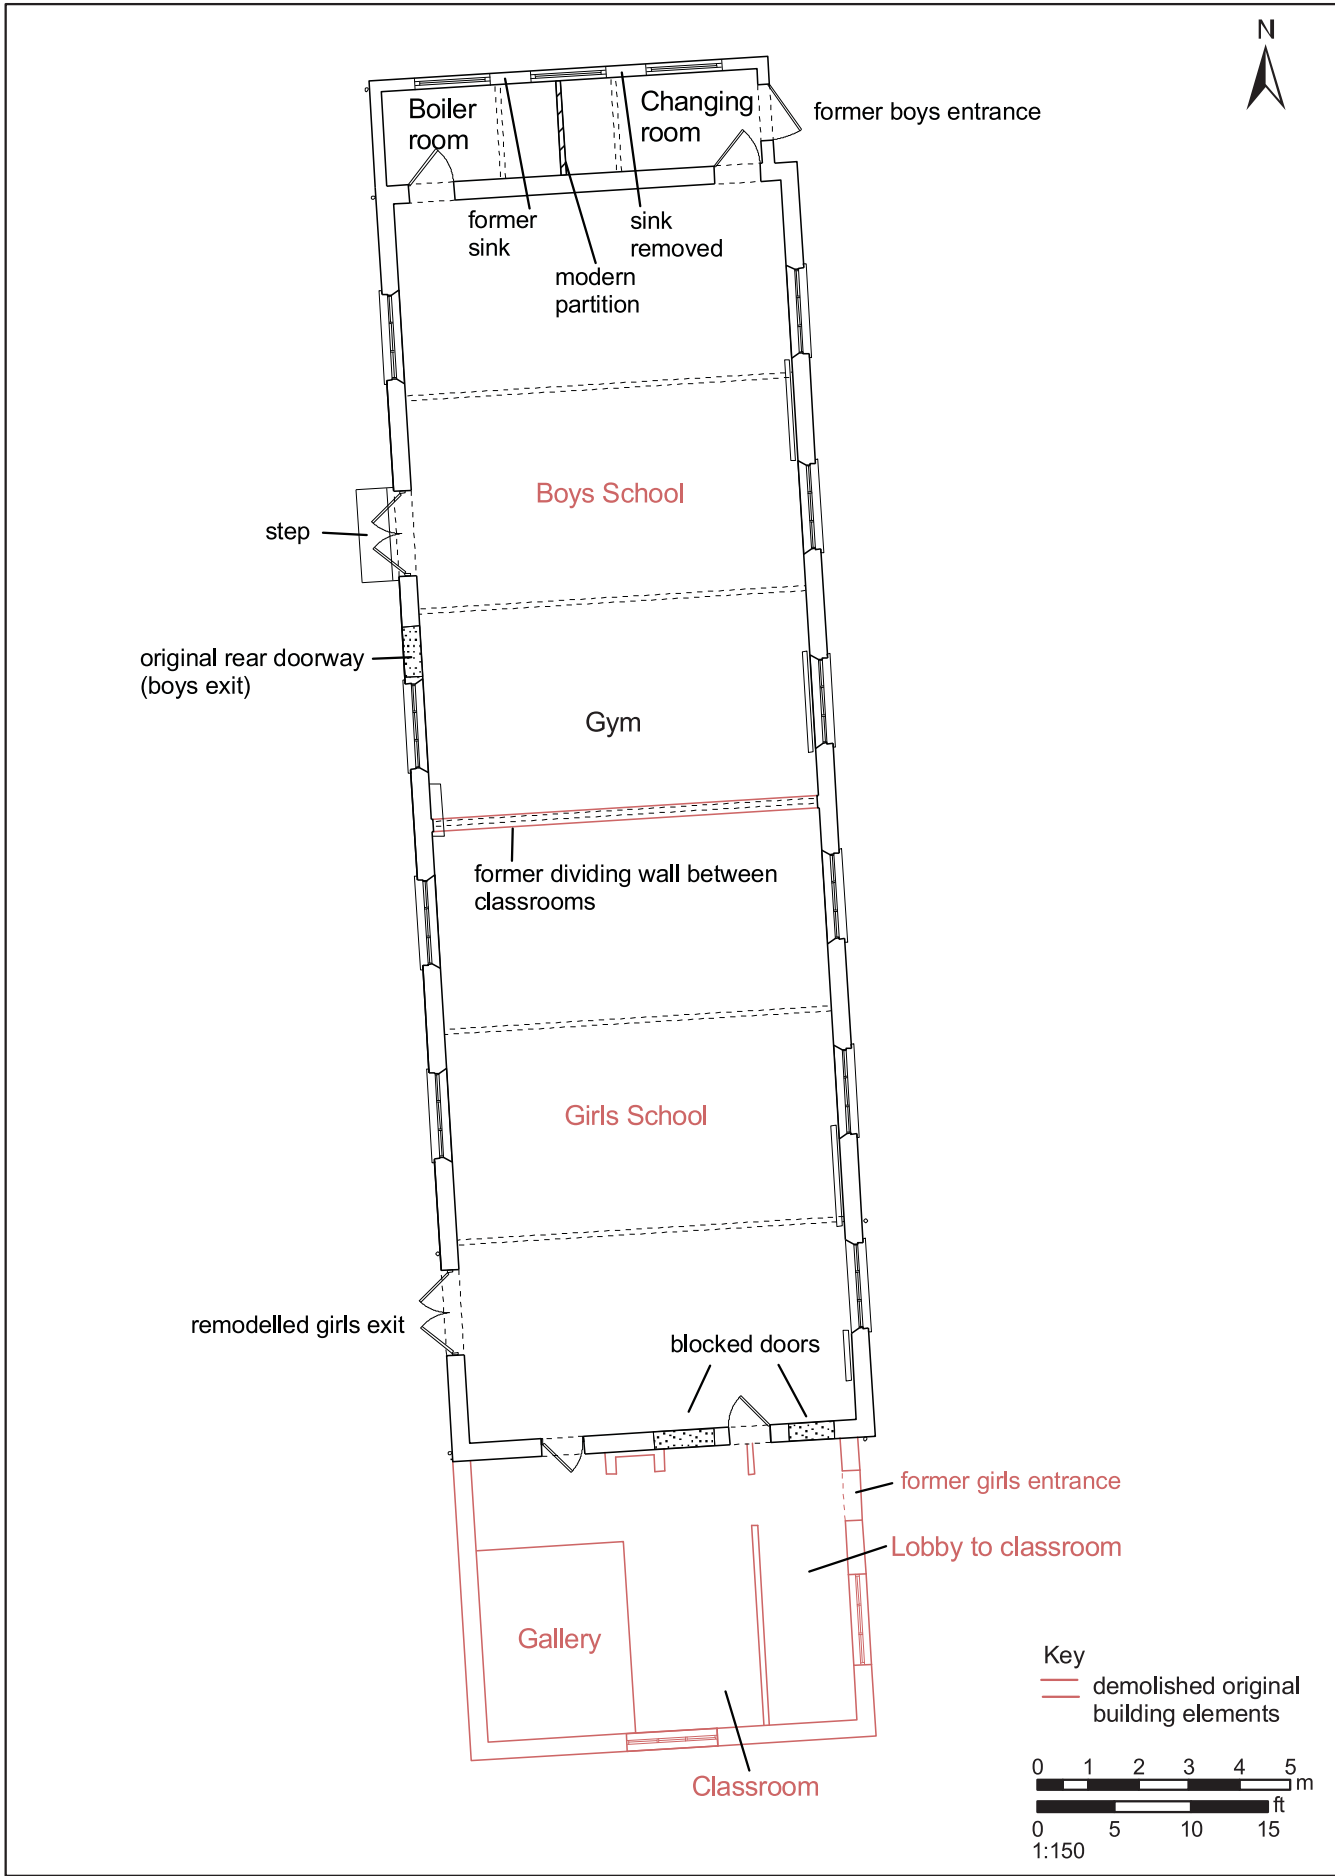 N
Boiler
room
Changing
room
former boys entrance
former
sink
sink
removed
modern
partition
Boys School
step
original rear doorway
(boys exit)
Gym
former dividing wall between
classrooms
Girls School
remodelled girls exit
blocked doors
former girls entrance
Lobby to classroom
Gallery
Classroom
Key
demolished original
building elements
0 1 2 3 4 5
m
ft
0 5 10 15
1:150